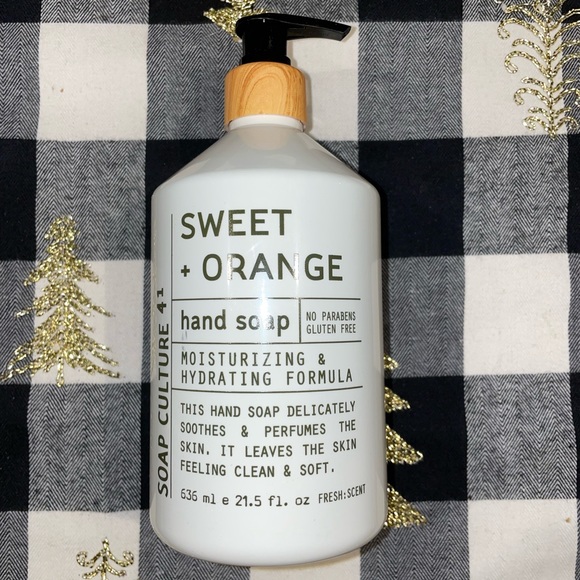 SWEET
+ ORANGE
hand soap
NO PARABENS
GLUTEN FREE
MOISTURIZING &
HYDRATING FORMULA
THIS HAND SOAP DELICATELY
SOOTHES & PERFUMES THE
SKIN. IT LEAVES THE SKIN
FEELING CLEAN & SOFT.
636 ml e 21.5 fl. oz FRESH:SCENT
SOAP CULTURE 41